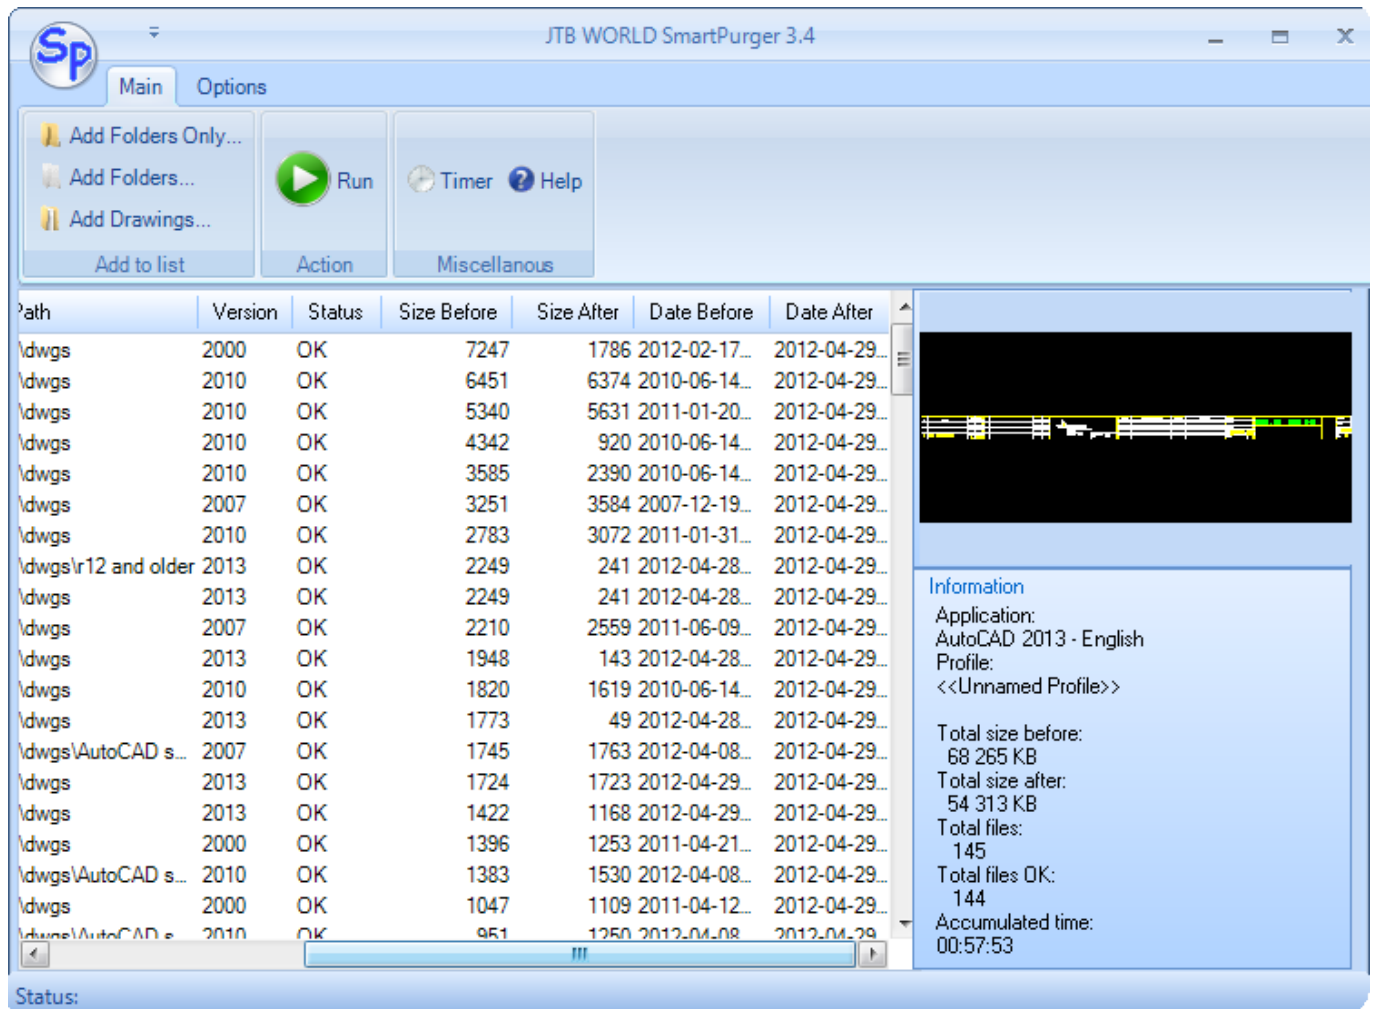 Sp
JTB WORLD SmartPurger 3.4
Main Options
Add Folders Only...
Add Folders...
Add Drawings...
Add to list
Run
Action
Timer Help
Miscellanous
Path Version Status Size Before Size After Date Before Date After
\dwgs 2000 OK 7247 1786 2012-02-17... 2012-04-29...
\dwgs 2010 OK 6451 6374 2010-06-14... 2012-04-29...
\dwgs 2010 OK 5340 5631 2011-01-20... 2012-04-29...
\dwgs 2010 OK 4342 920 2010-06-14... 2012-04-29...
\dwgs 2010 OK 3585 2390 2010-06-14... 2012-04-29...
\dwgs 2007 OK 3251 3584 2007-12-19... 2012-04-29...
\dwgs 2010 OK 2783 3072 2011-01-31... 2012-04-29...
\dwgs\r12 and older 2013 OK 2249 241 2012-04-28... 2012-04-29...
\dwgs 2013 OK 2249 241 2012-04-28... 2012-04-29...
\dwgs 2007 OK 2210 2559 2011-06-09... 2012-04-29...
\dwgs 2013 OK 1948 143 2012-04-28... 2012-04-29...
\dwgs 2010 OK 1820 1619 2010-06-14... 2012-04-29...
\dwgs 2013 OK 1773 49 2012-04-28... 2012-04-29...
\dwgs\AutoCAD s... 2007 OK 1745 1763 2012-04-08... 2012-04-29...
\dwgs 2013 OK 1724 1723 2012-04-29... 2012-04-29...
\dwgs 2013 OK 1422 1168 2012-04-29... 2012-04-29...
\dwgs 2000 OK 1396 1253 2011-04-21... 2012-04-29...
\dwgs\AutoCAD s... 2010 OK 1383 1530 2012-04-08... 2012-04-29...
\dwgs 2000 OK 1047 1109 2011-04-12... 2012-04-29...
\dwgs\AutoCAD s... 2010 OK 951 1250 2012-04-08... 2012-04-29...
Information
Application:
AutoCAD 2013 - English
Profile:
<<Unnamed Profile>>
Total size before:
68 265 KB
Total size after:
54 313 KB
Total files:
145
Total files OK:
144
Accumulated time:
00:57:53
Status: